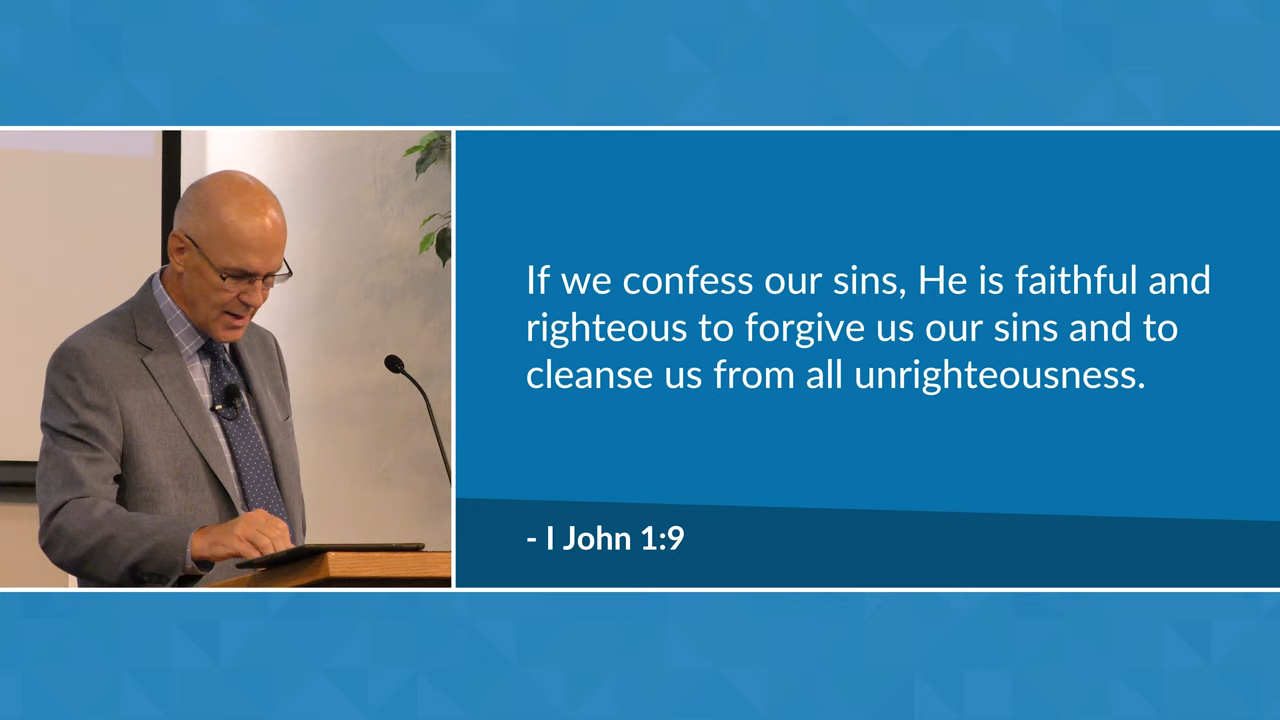 If we confess our sins, He is faithful and
righteous to forgive us our sins and to
cleanse us from all unrighteousness.
- I John 1:9